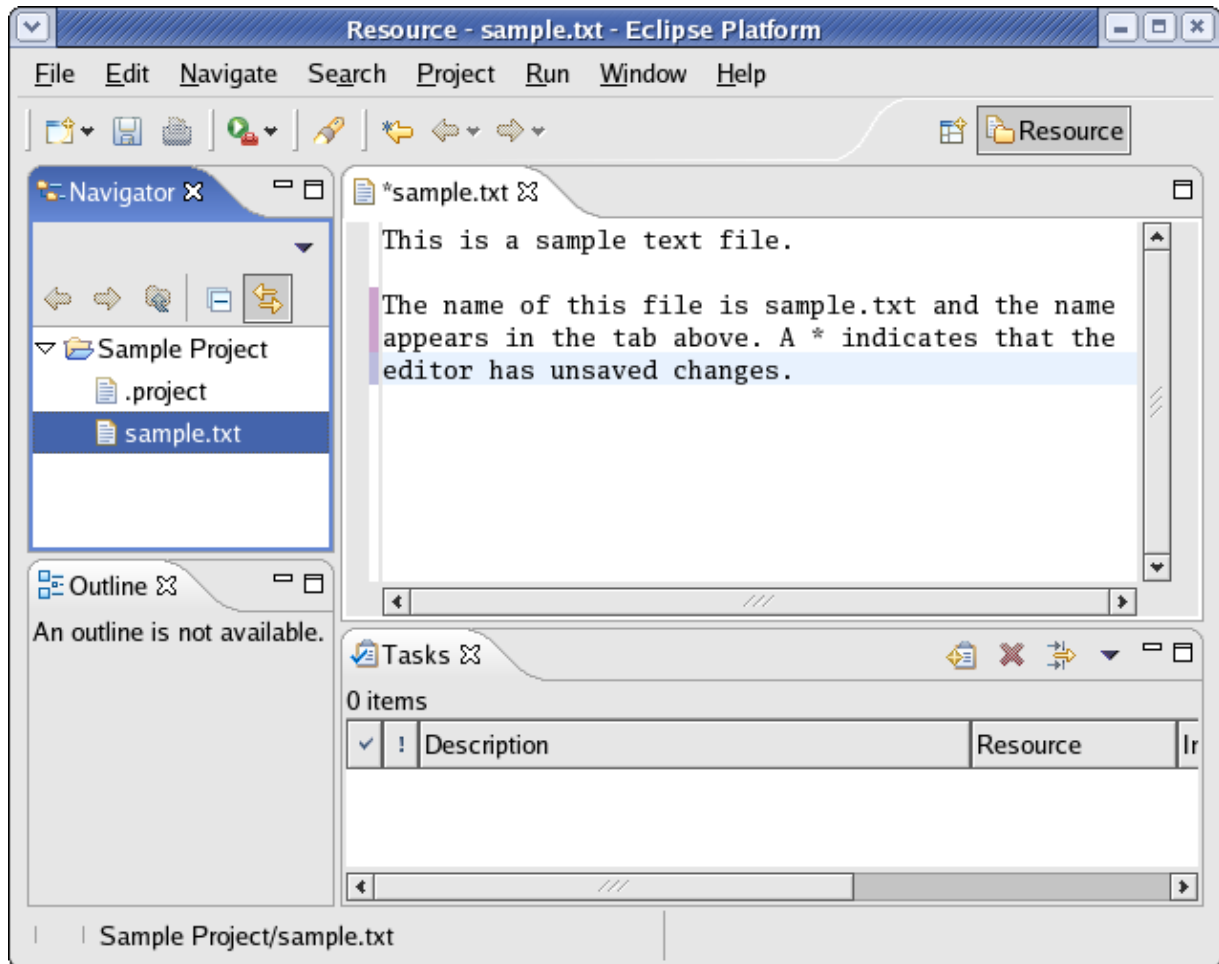 Resource - sample.txt - Eclipse Platform
File Edit Navigate Search Project Run Window Help
Resource
Navigator
Sample Project
.project
sample.txt
*sample.txt
This is a sample text file.
The name of this file is sample.txt and the name
appears in the tab above. A * indicates that the
editor has unsaved changes.
Outline
An outline is not available.
Tasks
0 items
! Description Resource
Sample Project/sample.txt